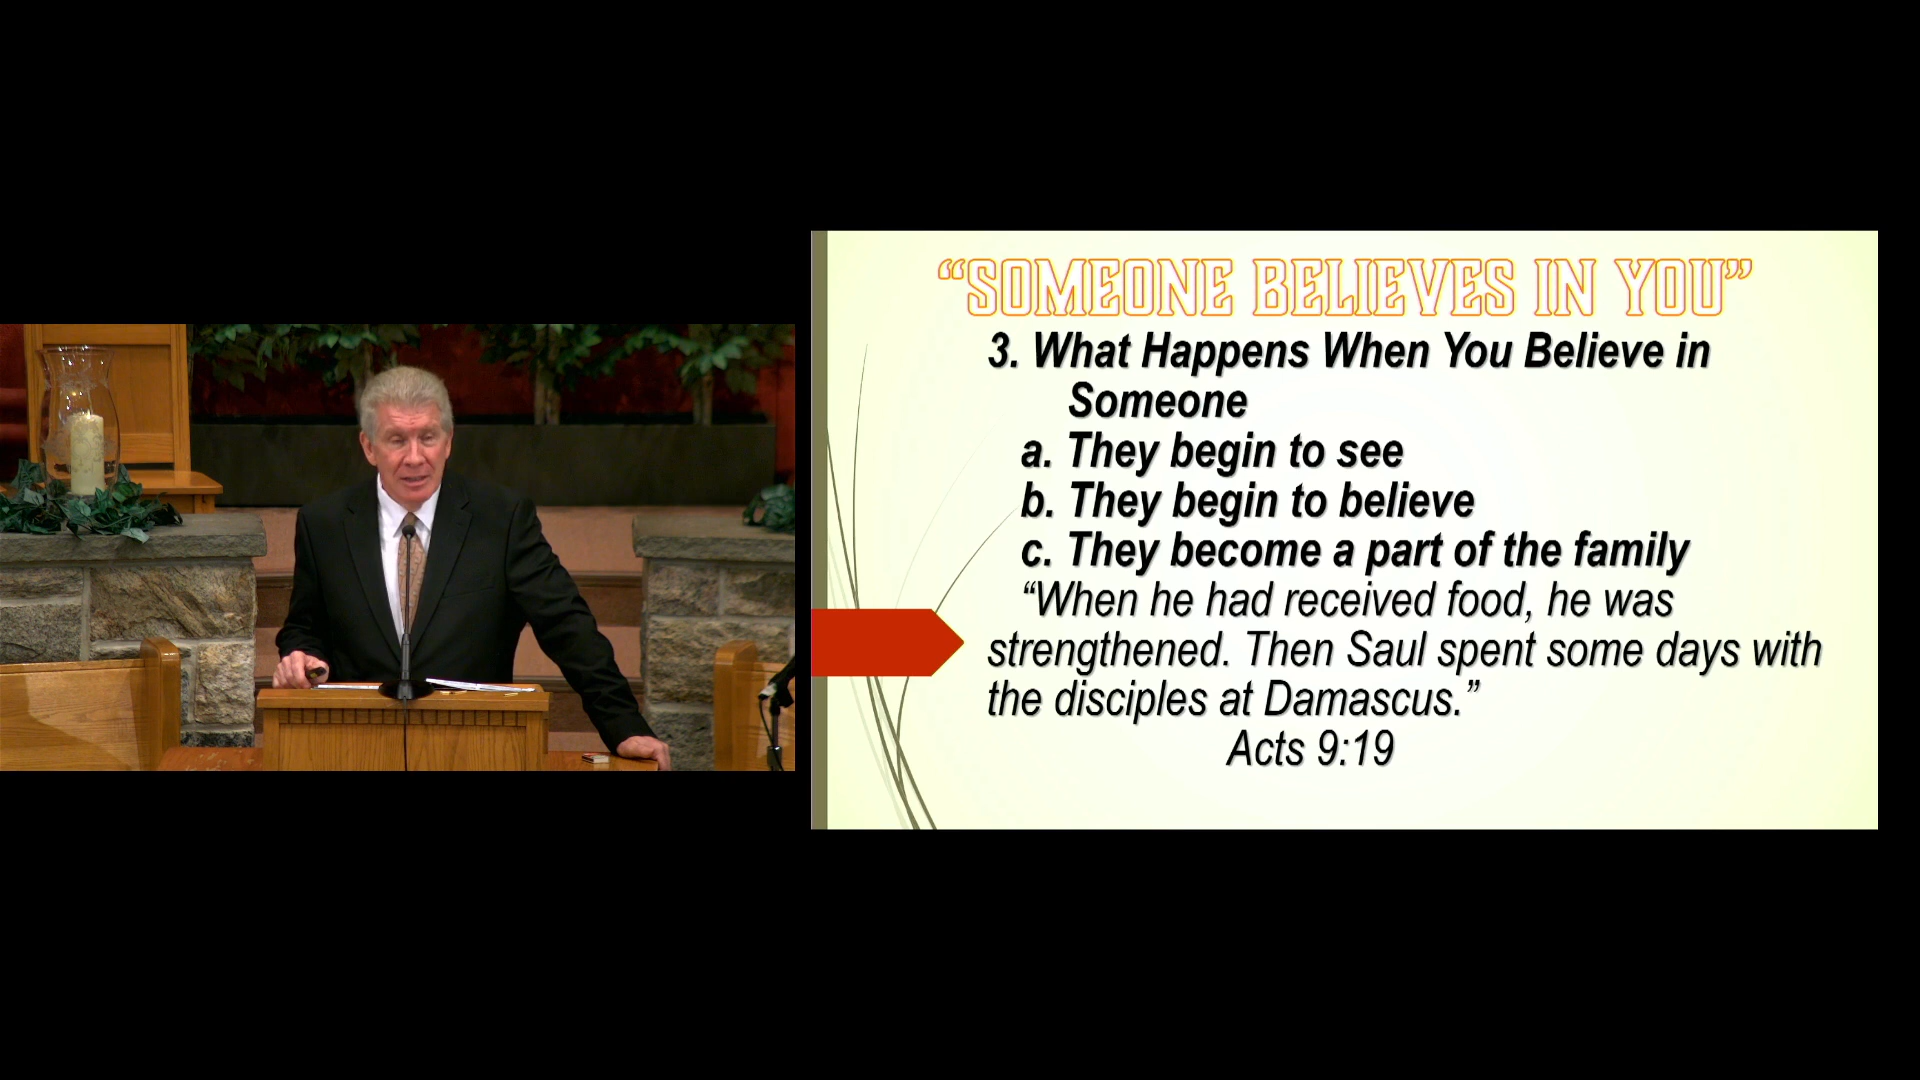 “SOMEONE BELIEVES IN YOU”
3. What Happens When You Believe in
Someone
a. They begin to see
b. They begin to believe
c. They become a part of the family
“When he had received food, he was
strengthened. Then Saul spent some days with
the disciples at Damascus.”
Acts 9:19